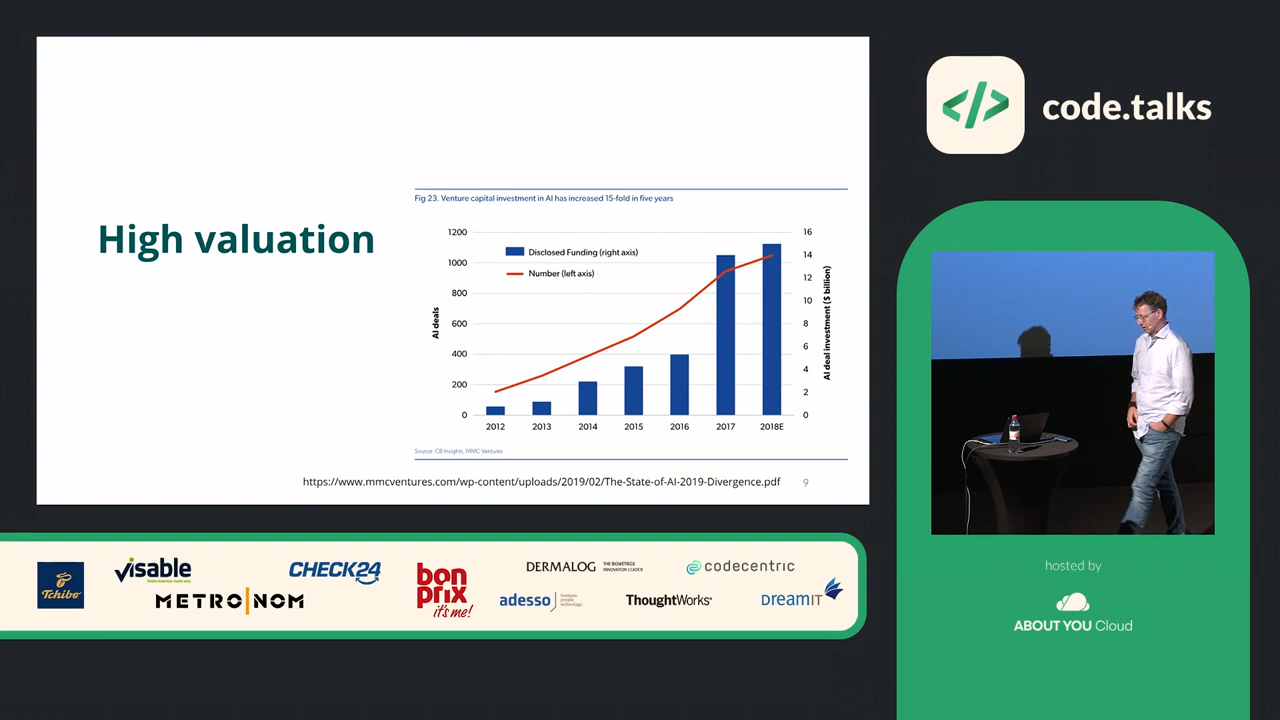 High valuation
Fig 23. Venture capital investment in AI has increased 15-fold in five years
Disclosed Funding (right axis)
Number (left axis)
AI deals
1200
1000
800
600
400
200
0
16
14
12
10
8
6
4
2
0
AI deal investment ($ billion)
2012 2013 2014 2015 2016 2017 2018E
Source: CB Insights, MMC Ventures
https://www.mmcventures.com/wp-content/uploads/2019/02/The-State-of-AI-2019-Divergence.pdf
9
</> code.talks
hosted by
ABOUT YOU Cloud
Tchibo
visable
METRO NOM
CHECK24
bon
prix
it's me!
DERMALOG THE BIOMETRICS
INNOVATION LEADER
adesso business
people
technology
codecentric
ThoughtWorks®
DREAMIT